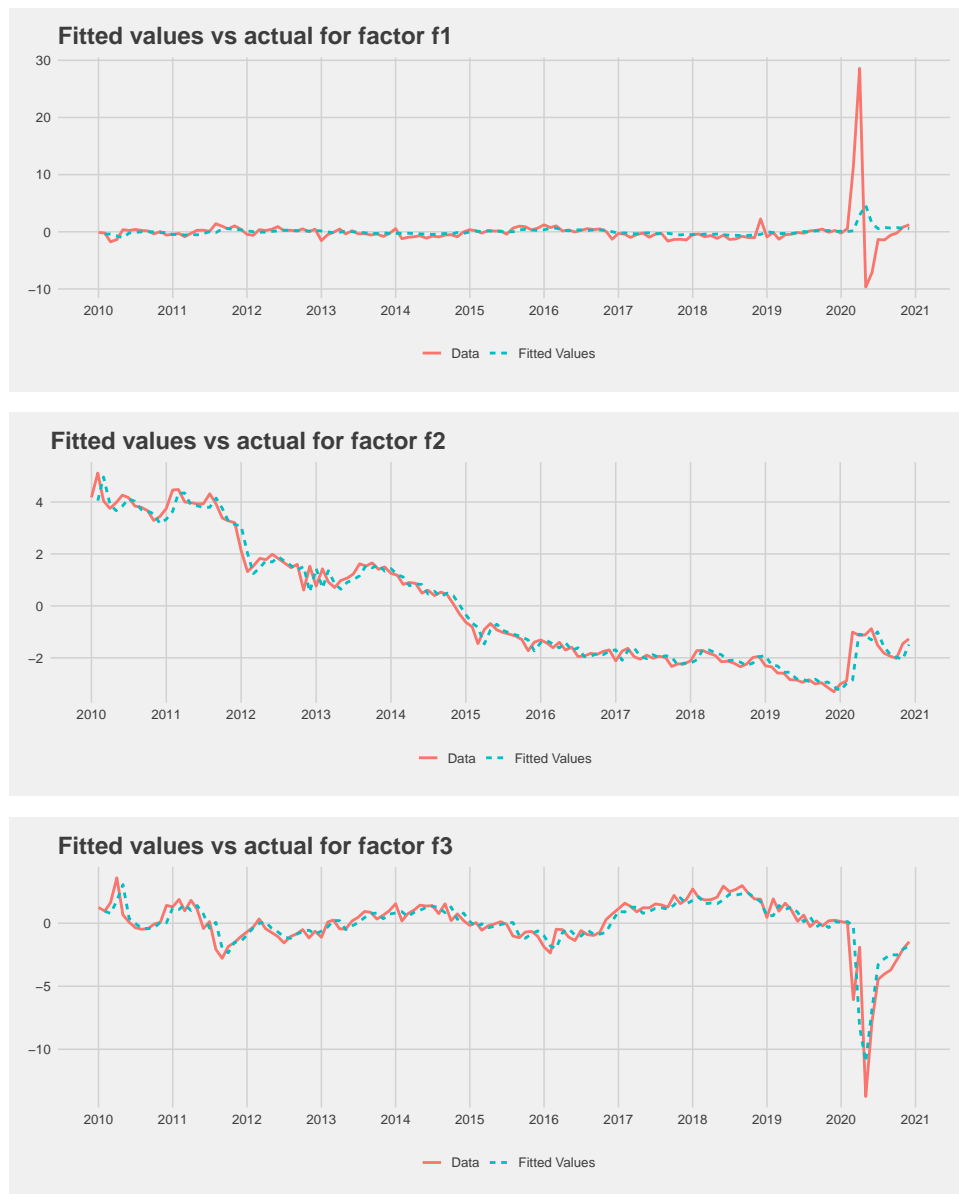 Fitted values vs actual for factor f1
30
20
10
0
−10
2010 2011 2012 2013 2014 2015 2016 2017 2018 2019 2020 2021
Data Fitted Values
Fitted values vs actual for factor f2
4
2
0
−2
2010 2011 2012 2013 2014 2015 2016 2017 2018 2019 2020 2021
Data Fitted Values
Fitted values vs actual for factor f3
0
−5
−10
2010 2011 2012 2013 2014 2015 2016 2017 2018 2019 2020 2021
Data Fitted Values